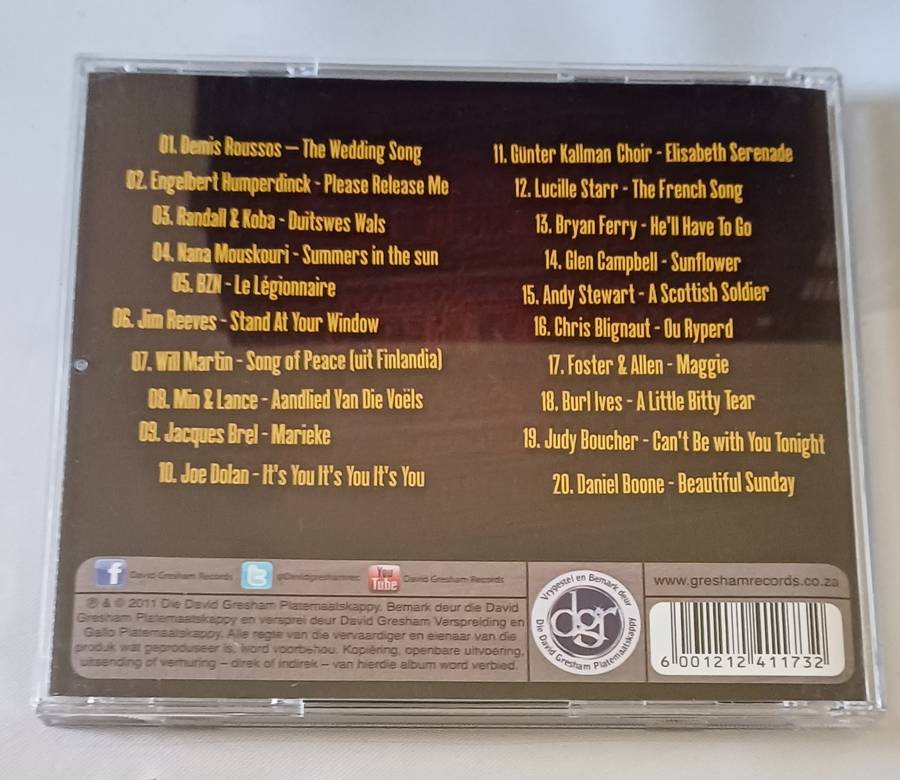 01. Demis Roussos – The Wedding Song
02. Engelbert Humperdinck - Please Release Me
03. Randall & Koba - Duitswes Wals
04. Nana Mouskouri - Summers in the sun
05. BZN - Le Légionnaire
06. Jim Reeves - Stand At Your Window
07. Will Martin - Song of Peace (uit Finlandia)
08. Min & Lance - Aandlied Van Die Voëls
09. Jacques Brel - Marieke
10. Joe Dolan - It's You It's You It's You
11. Günter Kallman Choir - Elisabeth Serenade
12. Lucille Starr - The French Song
13. Bryan Ferry - He'll Have To Go
14. Glen Campbell - Sunflower
15. Andy Stewart - A Scottish Soldier
16. Chris Blignaut - Ou Ryperd
17. Foster & Allen - Maggie
18. Burl Ives - A Little Bitty Tear
19. Judy Boucher - Can't Be with You Tonight
20. Daniel Boone - Beautiful Sunday
f David Gresham Records
t
You Tube David Gresham Records
℗ & © 2011 Die David Gresham Platemaatskappy. Bemark deur die David
Gresham Platemaatskappy en versprei deur David Gresham Verspreiding en
Gallo Platemaatskappy. Alle regte van die vervaardiger en eienaar van die
produk wat geproduseer is, word voorbehou. Kopiëring, openbare uitvoering,
uitsending of verhuring – direk of indirek – van hierdie album word verbied.
Vrygestel en Bemark deur
dgr
Die David Gresham Platemaatskappy
www.greshamrecords.co.za
6 001212 411732